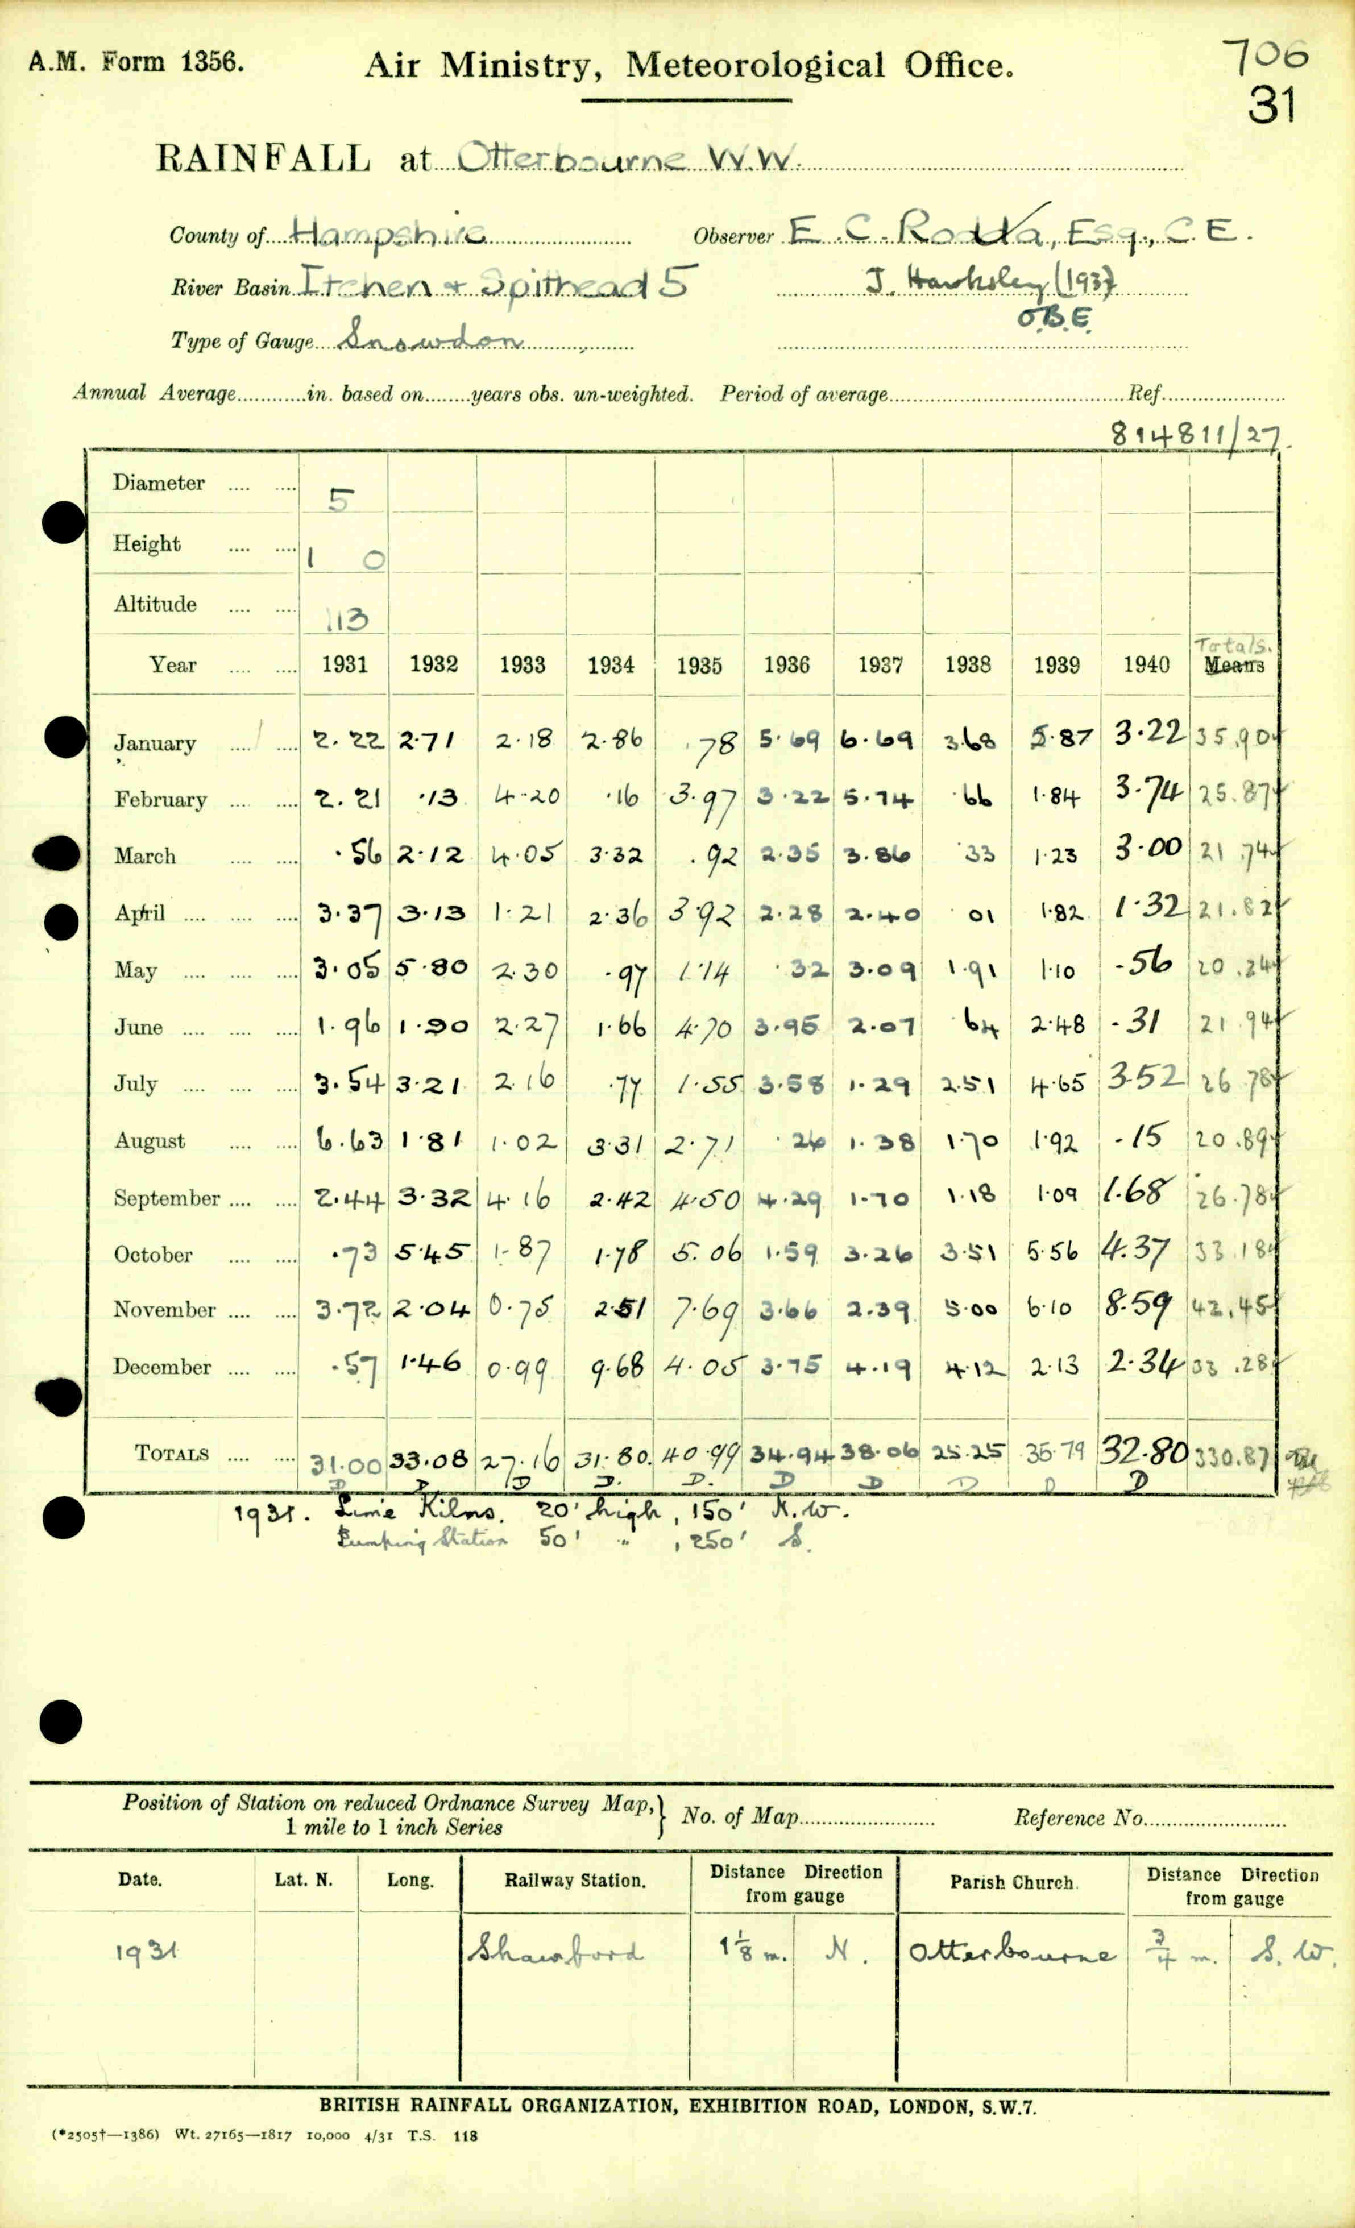 A.M. Form 1356.
Air Ministry, Meteorological Office.
706
31
RAINFALL at Otterbourne W.W.
County of Hampshire Observer E. C. Rodda, Esq., C.E.
River Basin Itchen + Spithead 5 J. Hawksley (1937
O.B.E.
Type of Gauge Snowdon
Annual Average in. based on years obs. un-weighted. Period of average Ref.
814811/27.
Diameter 5
Height 1 0
Altitude 113
Totals.
Year 1931 1932 1933 1934 1935 1936 1937 1938 1939 1940 Means
January 2.22 2.71 2.18 2.86 .78 5.69 6.69 3.68 5.87 3.22 35.90
February 2.21 .13 4.20 .16 3.97 3.22 5.74 .66 1.84 3.74 25.87
March .56 2.12 4.05 3.32 .92 2.35 3.86 .33 1.23 3.00 21.74
April 3.37 3.13 1.21 2.36 3.92 2.28 2.40 01 1.82 1.32 21.82
May 3.05 5.80 2.30 .97 1.14 .32 3.09 1.91 1.10 .56 20.24
June 1.96 1.90 2.27 1.66 4.70 3.95 2.07 64 2.48 .31 21.94
July 3.54 3.21 2.16 .77 1.55 3.58 1.29 2.51 4.65 3.52 26.78
August 6.63 1.81 1.02 3.31 2.71 .26 1.38 1.70 1.92 .15 20.89
September 2.44 3.32 4.16 2.42 4.50 4.29 1.70 1.18 1.09 1.68 26.78
October .73 5.45 1.87 1.78 5.06 1.59 3.26 3.51 5.56 4.37 33.18
November 3.72 2.04 0.75 2.51 7.69 3.66 2.39 5.00 6.10 8.59 42.45
December .57 1.46 0.99 9.68 4.05 3.75 4.19 4.12 2.13 2.34 33.28
TOTALS 31.00 33.08 27.16 31.80 40.99 34.94 38.06 25.25 35.79 32.80 330.87
D D D D. D. D D D D D
1931. Lime Kilns. 20' high, 150' N.W.
Pumping Station 50' " , 250' S.
Position of Station on reduced Ordnance Survey Map, 1 mile to 1 inch Series } No. of Map Reference No.
Date. Lat. N. Long. Railway Station. Distance Direction from gauge Parish Church. Distance Direction from gauge
1931 Shawford 1 1/8 m. N. Otterbourne 3/4 m. S.W.
BRITISH RAINFALL ORGANIZATION, EXHIBITION ROAD, LONDON, S.W.7.
(*2505†—1386) Wt. 27165—1817 10,000 4/31 T.S. 118